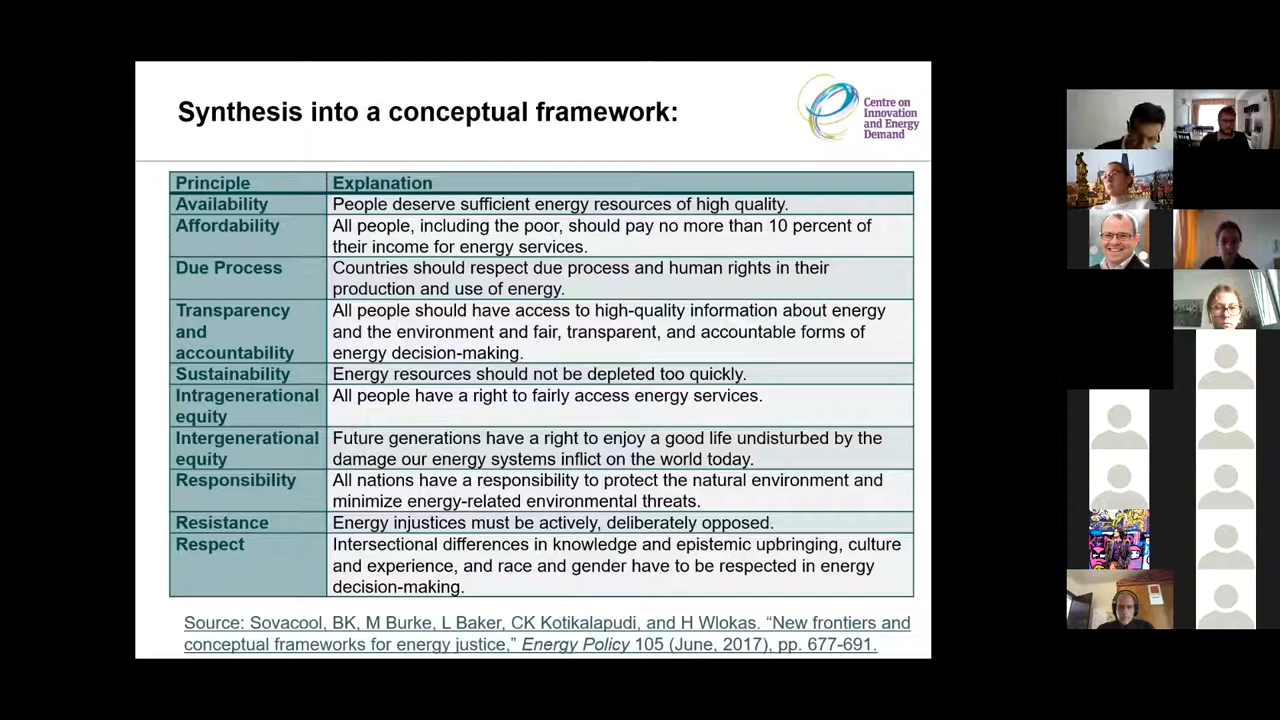 Synthesis into a conceptual framework:
Centre on
Innovation
and Energy
Demand
Principle Explanation
Availability People deserve sufficient energy resources of high quality.
Affordability All people, including the poor, should pay no more than 10 percent of
their income for energy services.
Due Process Countries should respect due process and human rights in their
production and use of energy.
Transparency All people should have access to high-quality information about energy
and and the environment and fair, transparent, and accountable forms of
accountability energy decision-making.
Sustainability Energy resources should not be depleted too quickly.
Intragenerational All people have a right to fairly access energy services.
equity
Intergenerational Future generations have a right to enjoy a good life undisturbed by the
equity damage our energy systems inflict on the world today.
Responsibility All nations have a responsibility to protect the natural environment and
minimize energy-related environmental threats.
Resistance Energy injustices must be actively, deliberately opposed.
Respect Intersectional differences in knowledge and epistemic upbringing, culture
and experience, and race and gender have to be respected in energy
decision-making.
Source: Sovacool, BK, M Burke, L Baker, CK Kotikalapudi, and H Wlokas. “New frontiers and
conceptual frameworks for energy justice,” Energy Policy 105 (June, 2017), pp. 677-691.